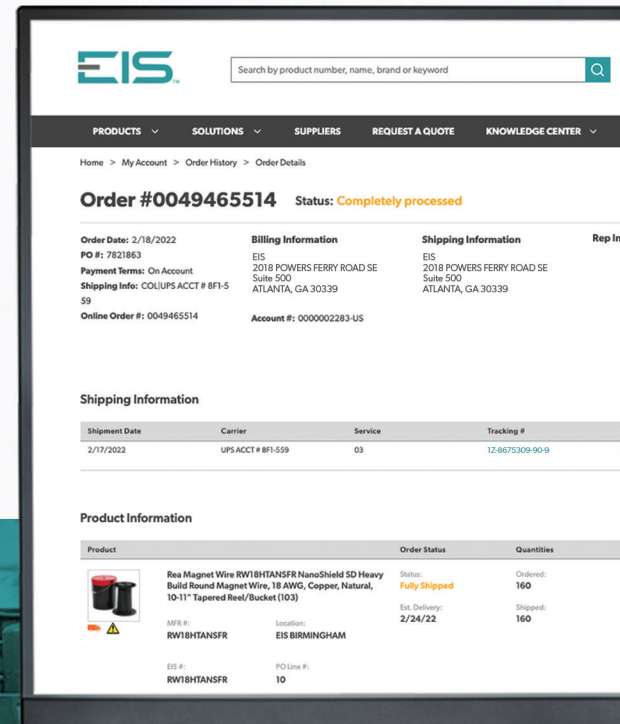 EIS
Search by product number, name, brand or keyword
PRODUCTS SOLUTIONS SUPPLIERS REQUEST A QUOTE KNOWLEDGE CENTER
Home > My Account > Order History > Order Details
Order #0049465514 Status: Completely processed
Order Date: 2/18/2022
PO #: 7821863
Payment Terms: On Account
Shipping Info: COL|UPS ACCT # 8F1-5
59
Online Order #: 0049465514
Billing Information
EIS
2018 POWERS FERRY ROAD SE
Suite 500
ATLANTA, GA 30339
Account #: 0000002283-US
Shipping Information
EIS
2018 POWERS FERRY ROAD SE
Suite 500
ATLANTA, GA 30339
Rep In
Shipping Information
Shipment Date Carrier Service Tracking #
2/17/2022 UPS ACCT # 8F1-559 03 1Z-8675309-90-9
Product Information
Product Order Status Quantities
Rea Magnet Wire RW18HTANSFR NanoShield SD Heavy
Build Round Magnet Wire, 18 AWG, Copper, Natural,
10-11" Tapered Reel/Bucket (103)
MFR #: Location:
RW18HTANSFR EIS BIRMINGHAM
EIS #: PO Line #:
RW18HTANSFR 10
Status:
Fully Shipped
Est. Delivery:
2/24/22
Ordered:
160
Shipped:
160